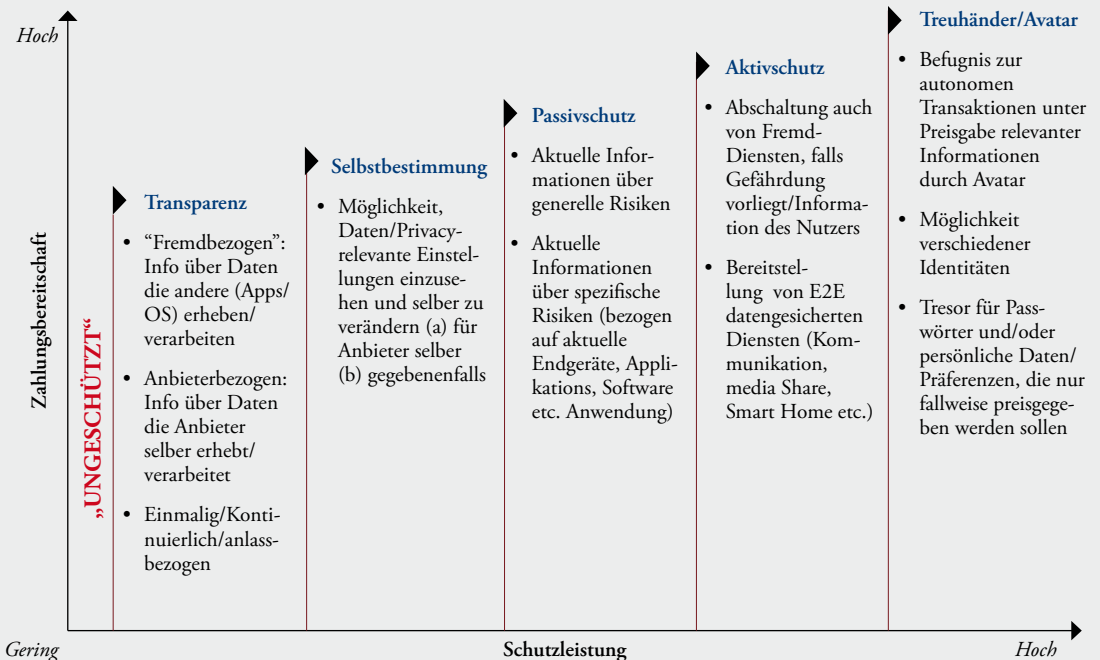 Hoch
Zahlungsbereitschaft
„UNGESCHÜTZT“
Transparenz
• “Fremdbezogen”:
Info über Daten
die andere (Apps/
OS) erheben/
verarbeiten
• Anbieterbezogen:
Info über Daten
die Anbieter
selber erhebt/
verarbeitet
• Einmalig/Konti-
nuierlich/anlass-
bezogen
Selbstbestimmung
• Möglichkeit,
Daten/Privacy-
relevante Einstel-
lungen einzuse-
hen und selber zu
verändern (a) für
Anbieter selber
(b) gegebenenfalls
Passivschutz
• Aktuelle Infor-
mationen über
generelle Risiken
• Aktuelle
Informationen
über spezifische
Risiken (bezogen
auf aktuelle
Endgeräte, Appli-
kations, Software
etc. Anwendung)
Aktivschutz
• Abschaltung auch
von Fremd-
Diensten, falls
Gefährdung
vorliegt/Informa-
tion des Nutzers
• Bereitstel-
lung von E2E
datengesicherten
Diensten (Kom-
munikation,
media Share,
Smart Home etc.)
Treuhänder/Avatar
• Befugnis zur
autonomen
Transaktionen unter
Preisgabe relevanter
Informationen
durch Avatar
• Möglichkeit
verschiedener
Identitäten
• Tresor für Pass-
wörter und/oder
persönliche Daten/
Präferenzen, die nur
fallweise preisgege-
ben werden sollen
Gering
Schutzleistung
Hoch